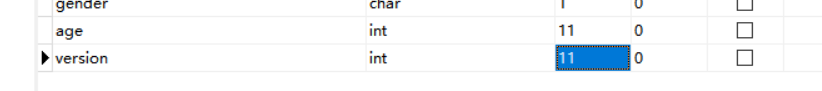 gender char 1 0
age int 11 0
version int 11 0